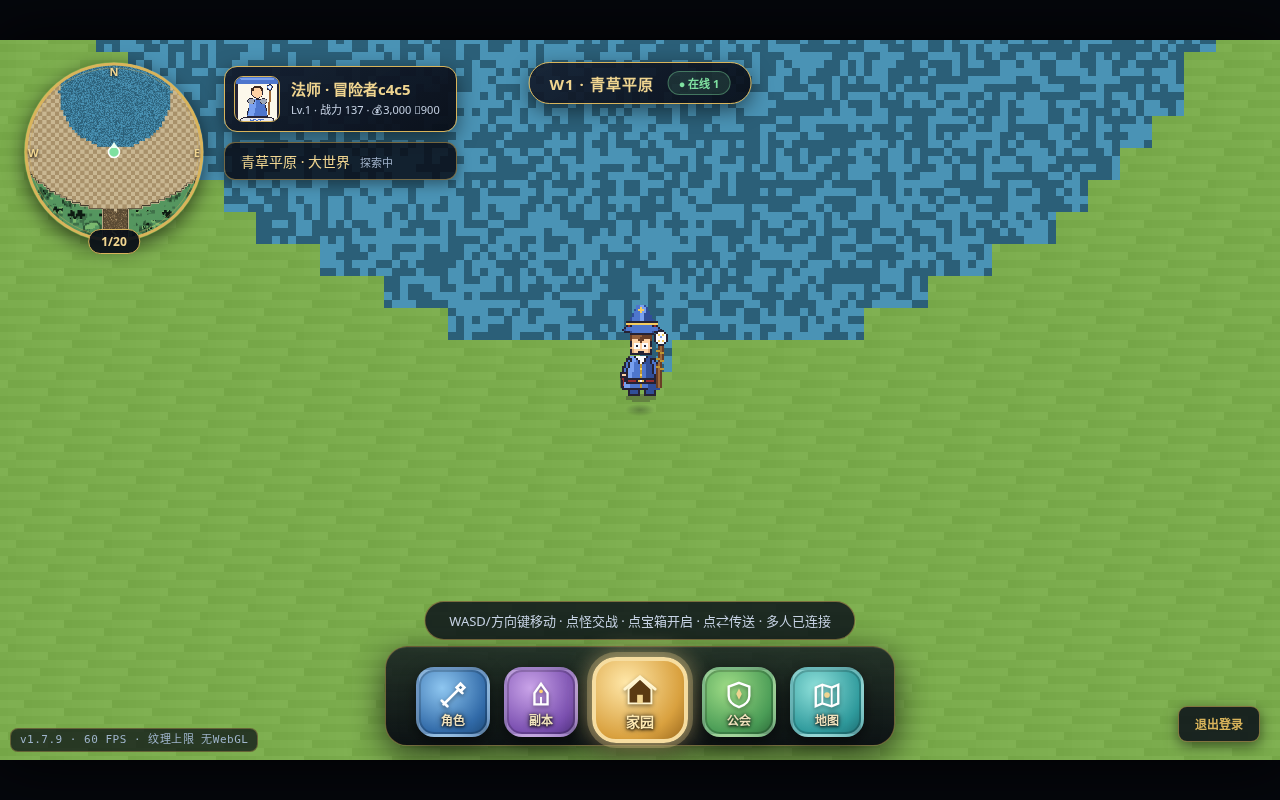 N
W
E
1/20
法师 · 冒险者c4c5
Lv.1 · 战力 137 · 💰3,000 900
青草平原 · 大世界 探索中
W1 · 青草平原 ● 在线 1
WASD/方向键移动 · 点怪交战 · 点宝箱开启 · 点⇄传送 · 多人已连接
角色
副本
家园
公会
地图
v1.7.9 · 60 FPS · 纹理上限 无WebGL
退出登录